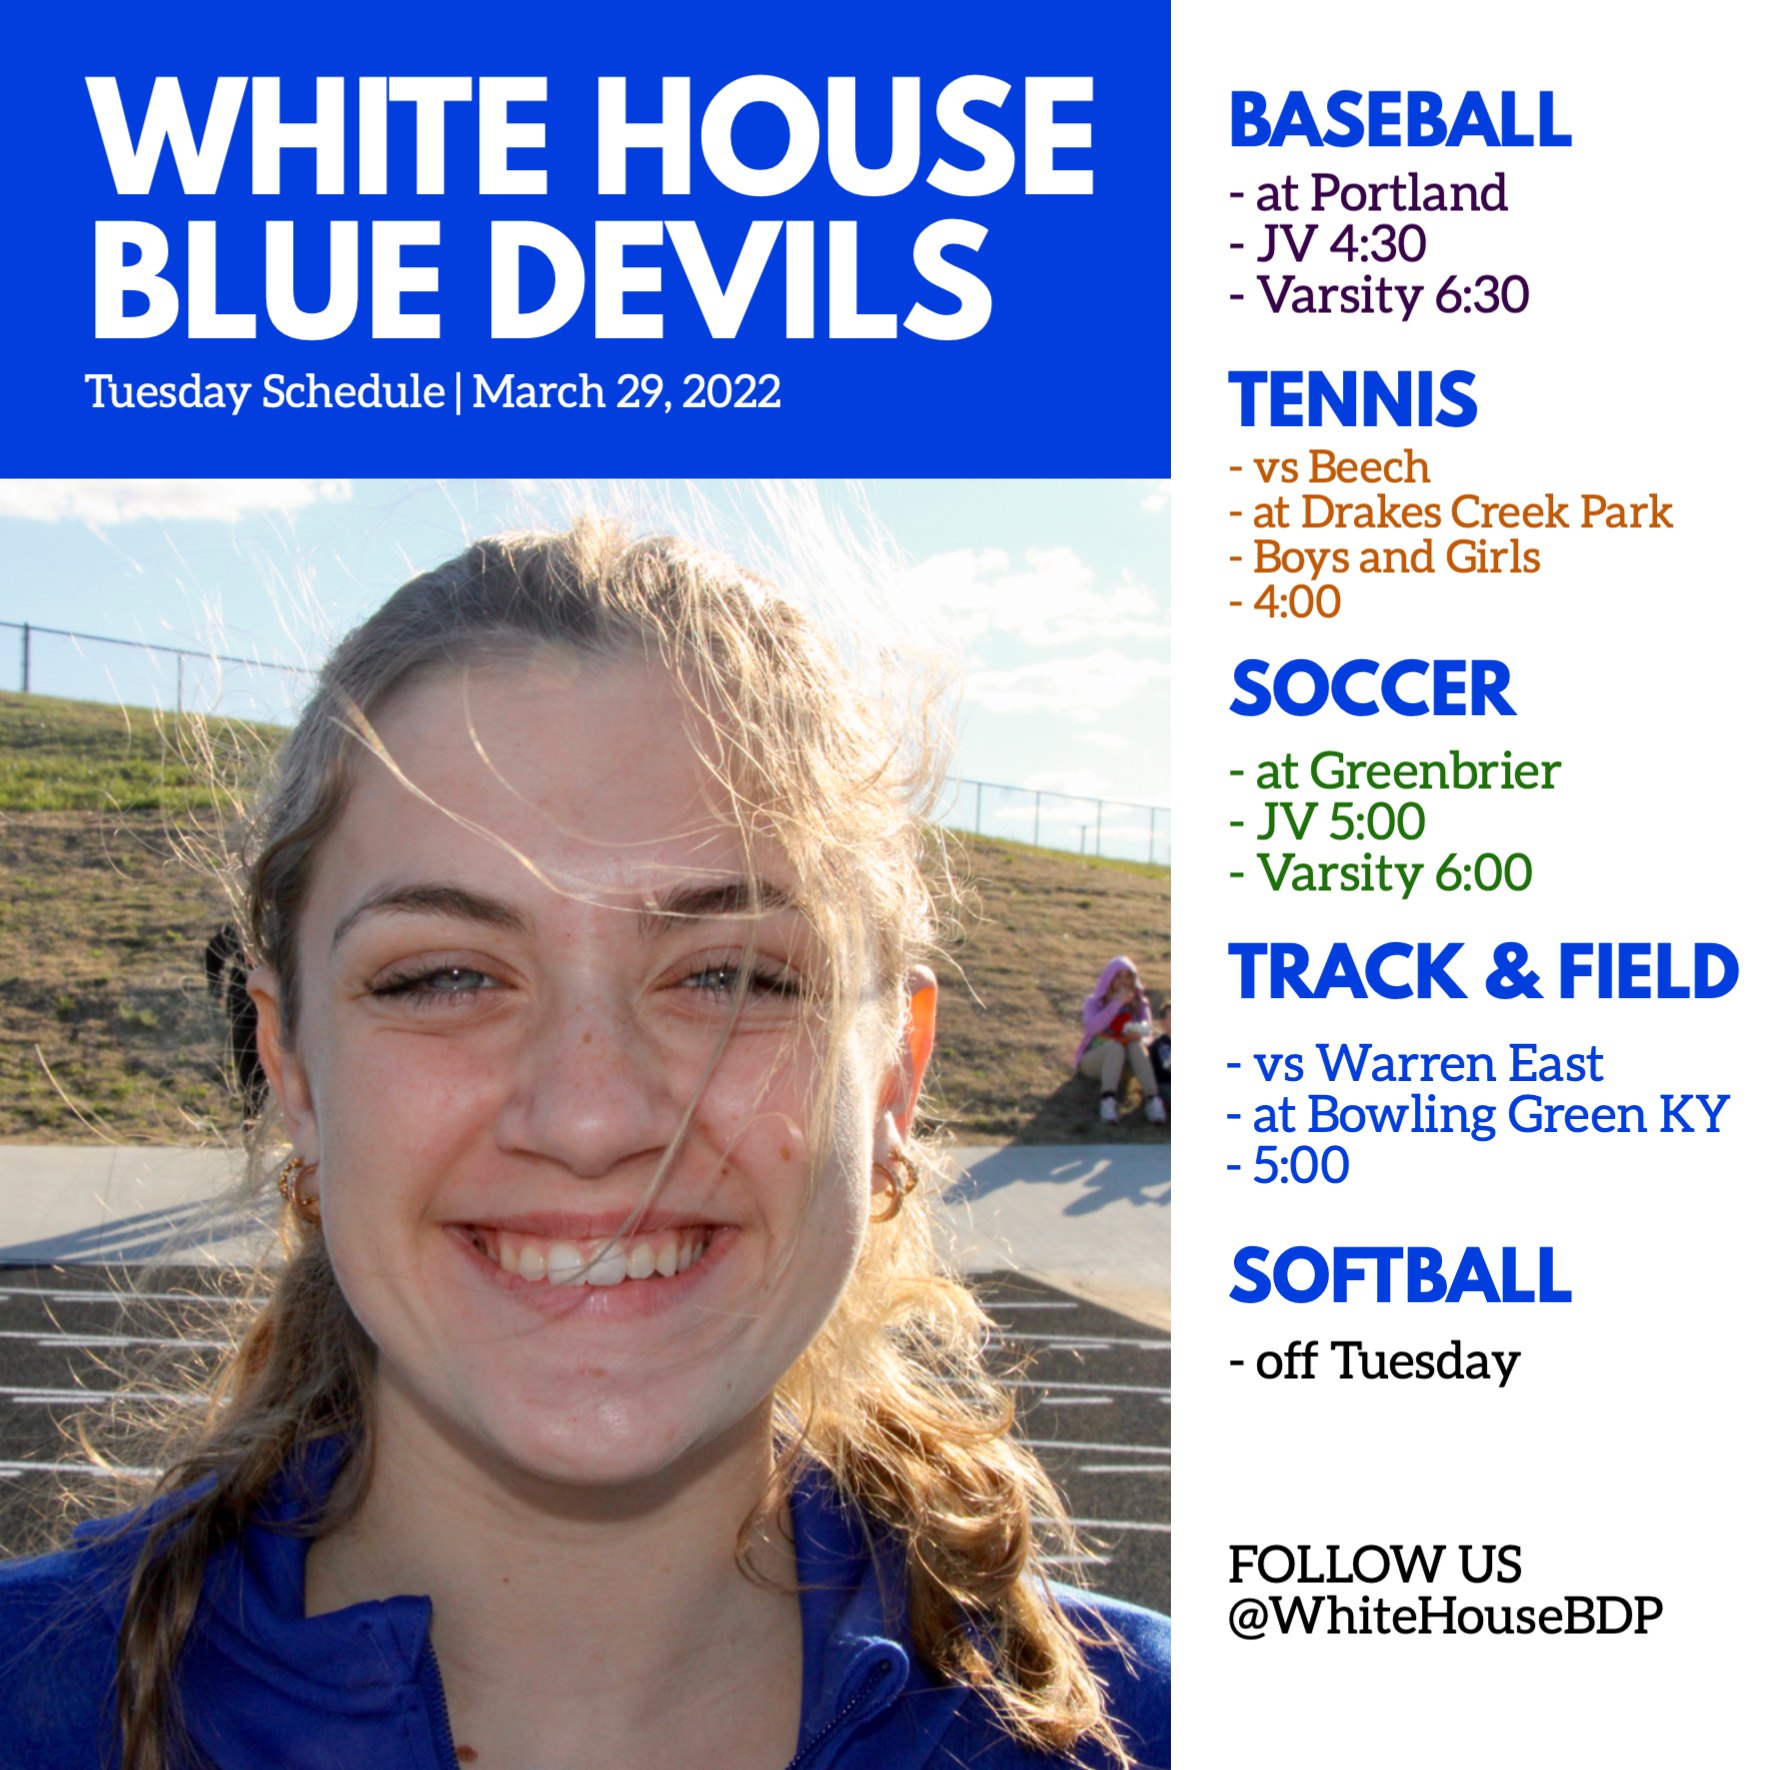 WHITE HOUSE
BLUE DEVILS
Tuesday Schedule | March 29, 2022
BASEBALL
- at Portland
- JV 4:30
- Varsity 6:30
TENNIS
- vs Beech
- at Drakes Creek Park
- Boys and Girls
- 4:00
SOCCER
- at Greenbrier
- JV 5:00
- Varsity 6:00
TRACK & FIELD
- vs Warren East
- at Bowling Green KY
- 5:00
SOFTBALL
- off Tuesday
FOLLOW US
@WhiteHouseBDP